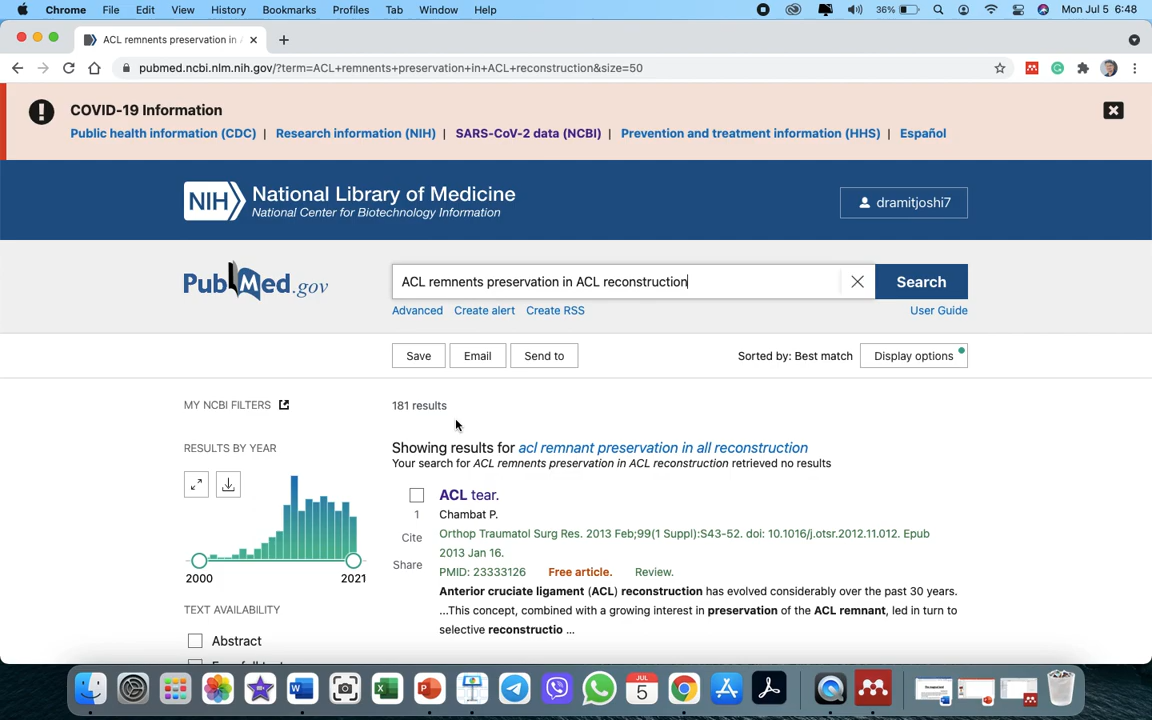 Chrome File Edit View History Bookmarks Profiles Tab Window Help 36% Mon Jul 5 6:48
ACL remnents preservation in A
pubmed.ncbi.nlm.nih.gov/?term=ACL+remnents+preservation+in+ACL+reconstruction&size=50
COVID-19 Information
Public health information (CDC) | Research information (NIH) | SARS-CoV-2 data (NCBI) | Prevention and treatment information (HHS) | Español
NIH National Library of Medicine
National Center for Biotechnology Information
dramitjoshi7
PubMed.gov
ACL remnents preservation in ACL reconstruction
Search
Advanced Create alert Create RSS User Guide
Save Email Send to Sorted by: Best match Display options
MY NCBI FILTERS
181 results
RESULTS BY YEAR
Showing results for acl remnant preservation in all reconstruction
Your search for ACL remnents preservation in ACL reconstruction retrieved no results
2000 2021
TEXT AVAILABILITY
Abstract
ACL tear.
1 Chambat P.
Cite
Share
Orthop Traumatol Surg Res. 2013 Feb;99(1 Suppl):S43-52. doi: 10.1016/j.otsr.2012.11.012. Epub
2013 Jan 16.
PMID: 23333126 Free article. Review.
Anterior cruciate ligament (ACL) reconstruction has evolved considerably over the past 30 years.
...This concept, combined with a growing interest in preservation of the ACL remnant, led in turn to
selective reconstructio ...
JUL
5